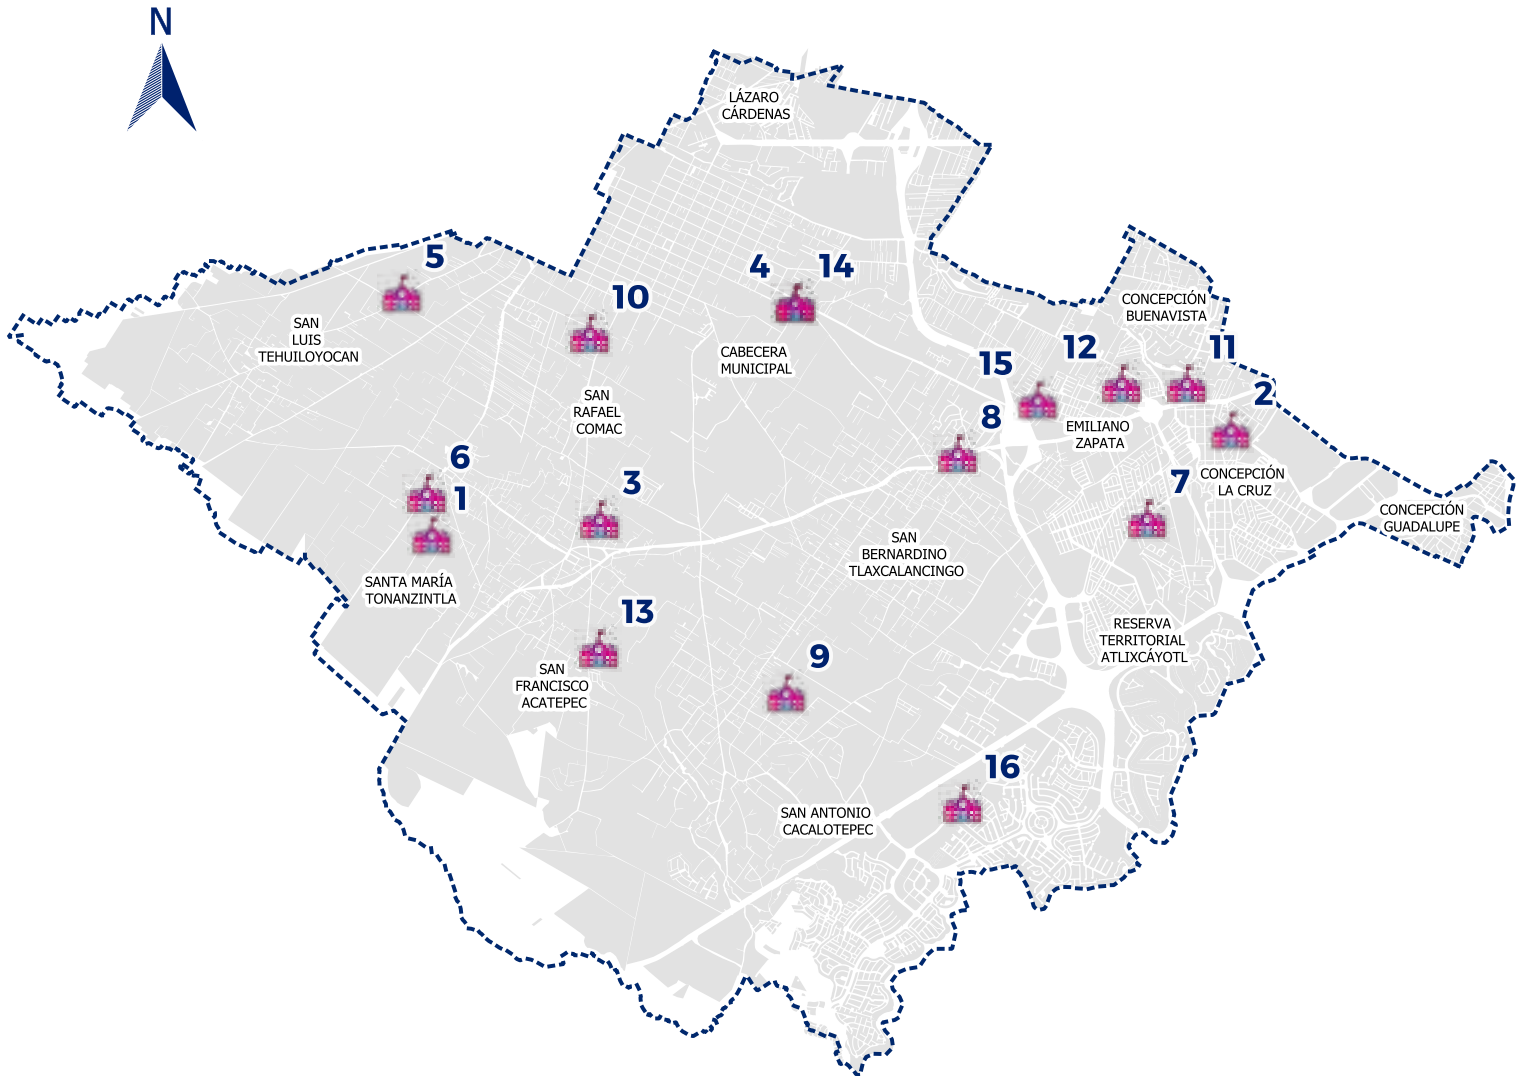 N
LÁZARO
CÁRDENAS
5
4
14
10
CONCEPCIÓN
BUENAVISTA
SAN
LUIS
TEHUILOYOCAN
CABECERA
MUNICIPAL
12
11
15
2
SAN
RAFAEL
COMAC
8
EMILIANO
ZAPATA
6
3
7
CONCEPCIÓN
LA CRUZ
1
CONCEPCIÓN
GUADALUPE
SAN
BERNARDINO
TLAXCALANCINGO
SANTA MARÍA
TONANZINTLA
13
RESERVA
TERRITORIAL
ATLIXCÁYOTL
9
SAN
FRANCISCO
ACATEPEC
16
SAN ANTONIO
CACALOTEPEC